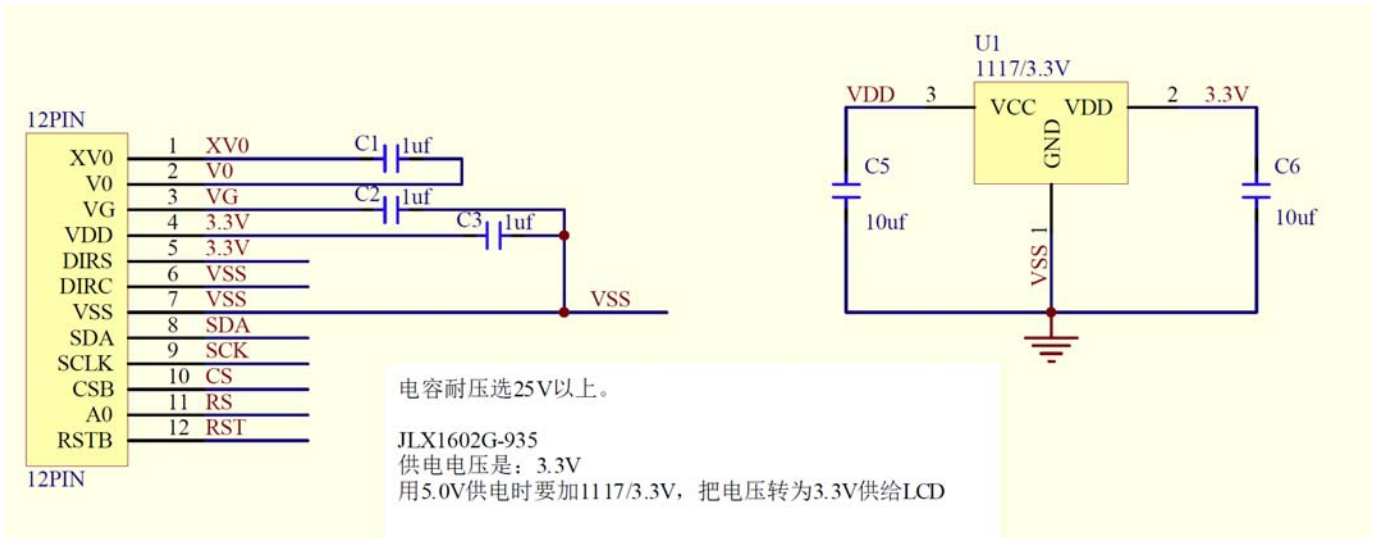 12PIN
XV0 1 XV0 C1 1uf
V0 2 V0
VG 3 VG C2 1uf
VDD 4 3.3V C3 1uf
DIRS 5 3.3V
DIRC 6 VSS
VSS 7 VSS VSS
SDA 8 SDA
SCLK 9 SCK
CSB 10 CS
A0 11 RS
RSTB 12 RST
12PIN
U1
1117/3.3V
VDD 3 VCC VDD 2 3.3V
GND
C5
10uf
C6
10uf
VSS 1
电容耐压选25V以上。
JLX1602G-935
供电电压是：3.3V
用5.0V供电时要加1117/3.3V，把电压转为3.3V供给LCD